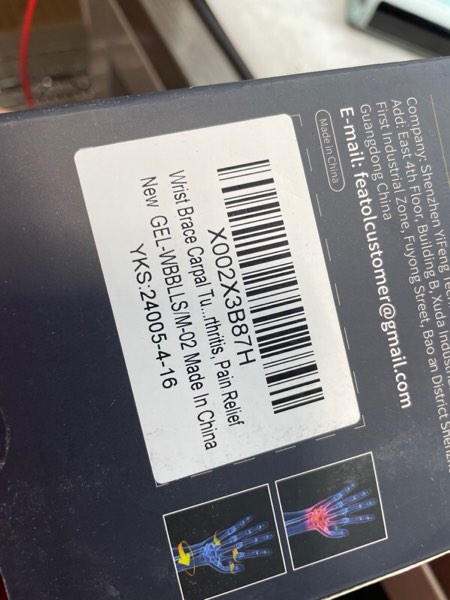 Company: Shenzhen YiFeng
Add: East 4th Floor, Building B, Xuda
First Industrial Zone, Fuyong Street, Bao an District
Guangdong China
E-mail: featolcustomer@gmail.com
Made in China
X002X3B87H
Wrist Brace Carpal Tu...rthritis, Pain Relief
New GEL-WBBLLS/M-02 Made In China
YKS:24005-4-16